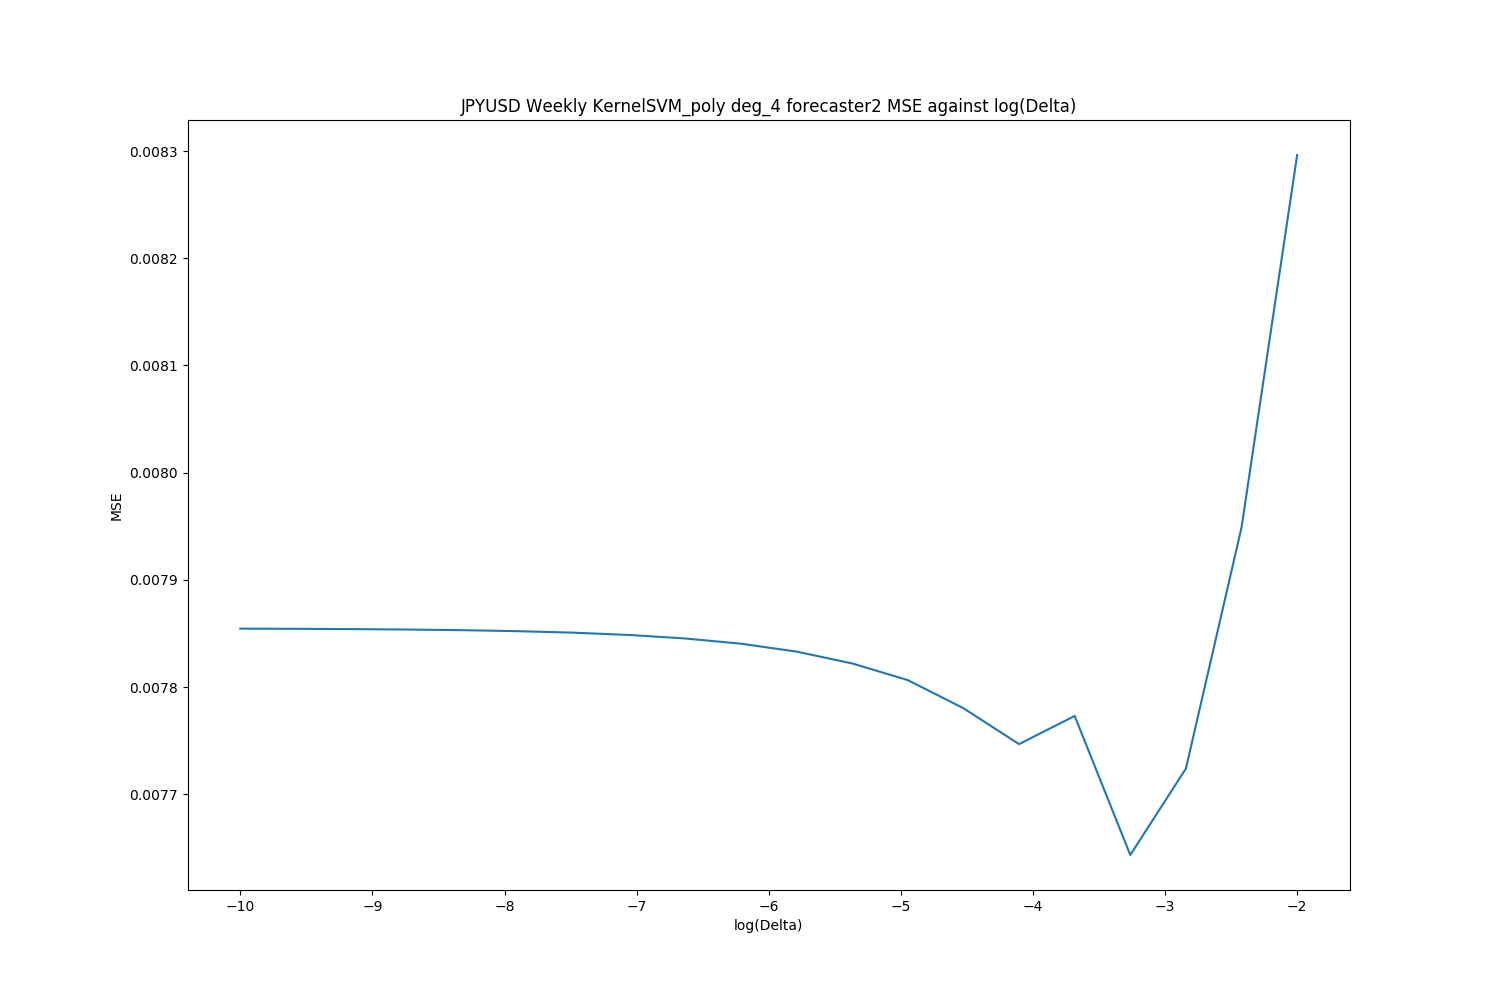 JPYUSD Weekly KernelSVM_poly deg_4 forecaster2 MSE against log(Delta)
0.0083
0.0082
0.0081
0.0080
MSE
0.0079
0.0078
0.0077
−10 −9 −8 −7 −6 −5 −4 −3 −2
log(Delta)